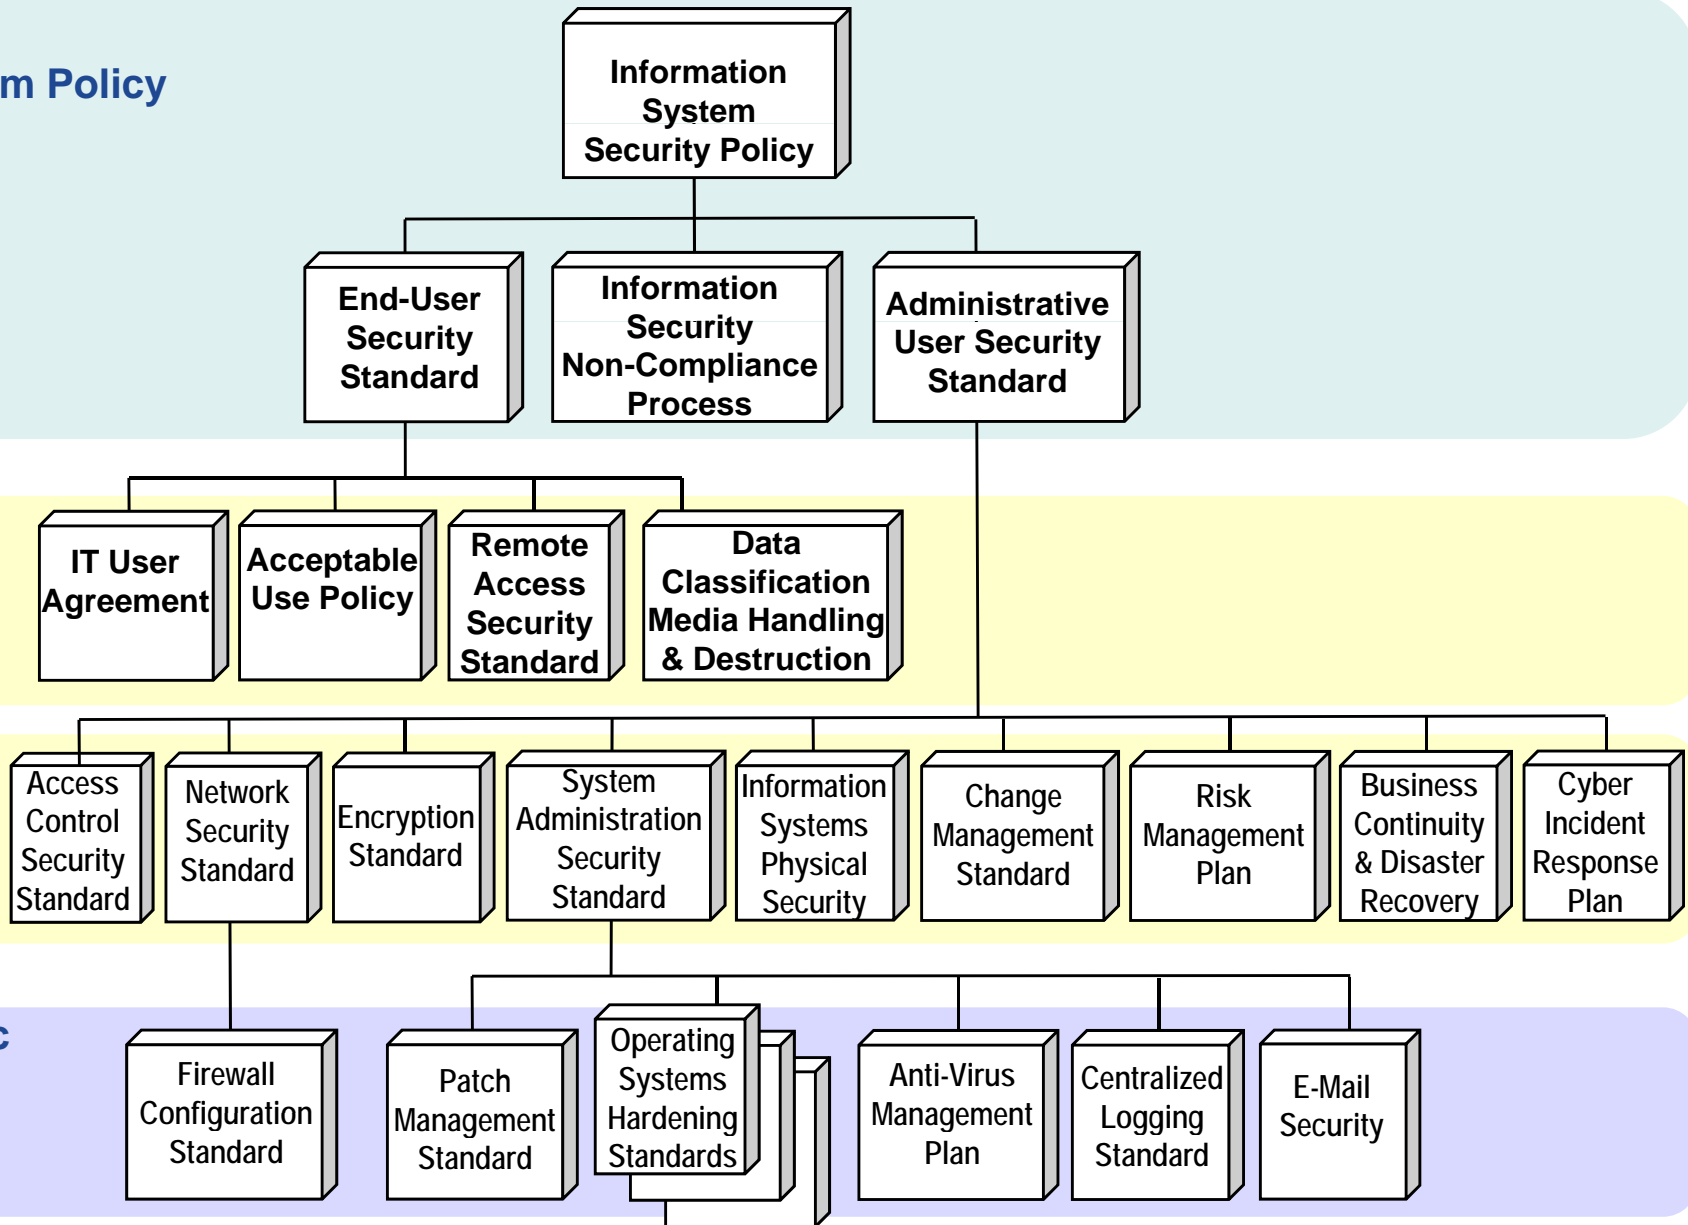 m Policy
Information
System
Security Policy
End-User
Security
Standard
Information
Security
Non-Compliance
Process
Administrative
User Security
Standard
IT User
Agreement
Acceptable
Use Policy
Remote
Access
Security
Standard
Data
Classification
Media Handling
& Destruction
Access
Control
Security
Standard
Network
Security
Standard
Encryption
Standard
System
Administration
Security
Standard
Information
Systems
Physical
Security
Change
Management
Standard
Risk
Management
Plan
Business
Continuity
& Disaster
Recovery
Cyber
Incident
Response
Plan
c
Firewall
Configuration
Standard
Patch
Management
Standard
Operating
Systems
Hardening
Standards
Anti-Virus
Management
Plan
Centralized
Logging
Standard
E-Mail
Security